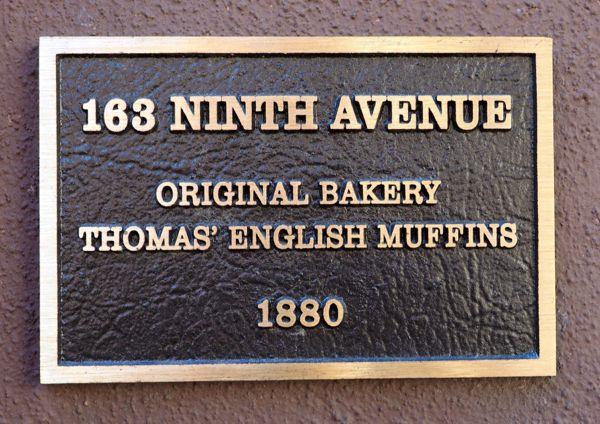 163 NINTH AVENUE
ORIGINAL BAKERY
THOMAS' ENGLISH MUFFINS
1880